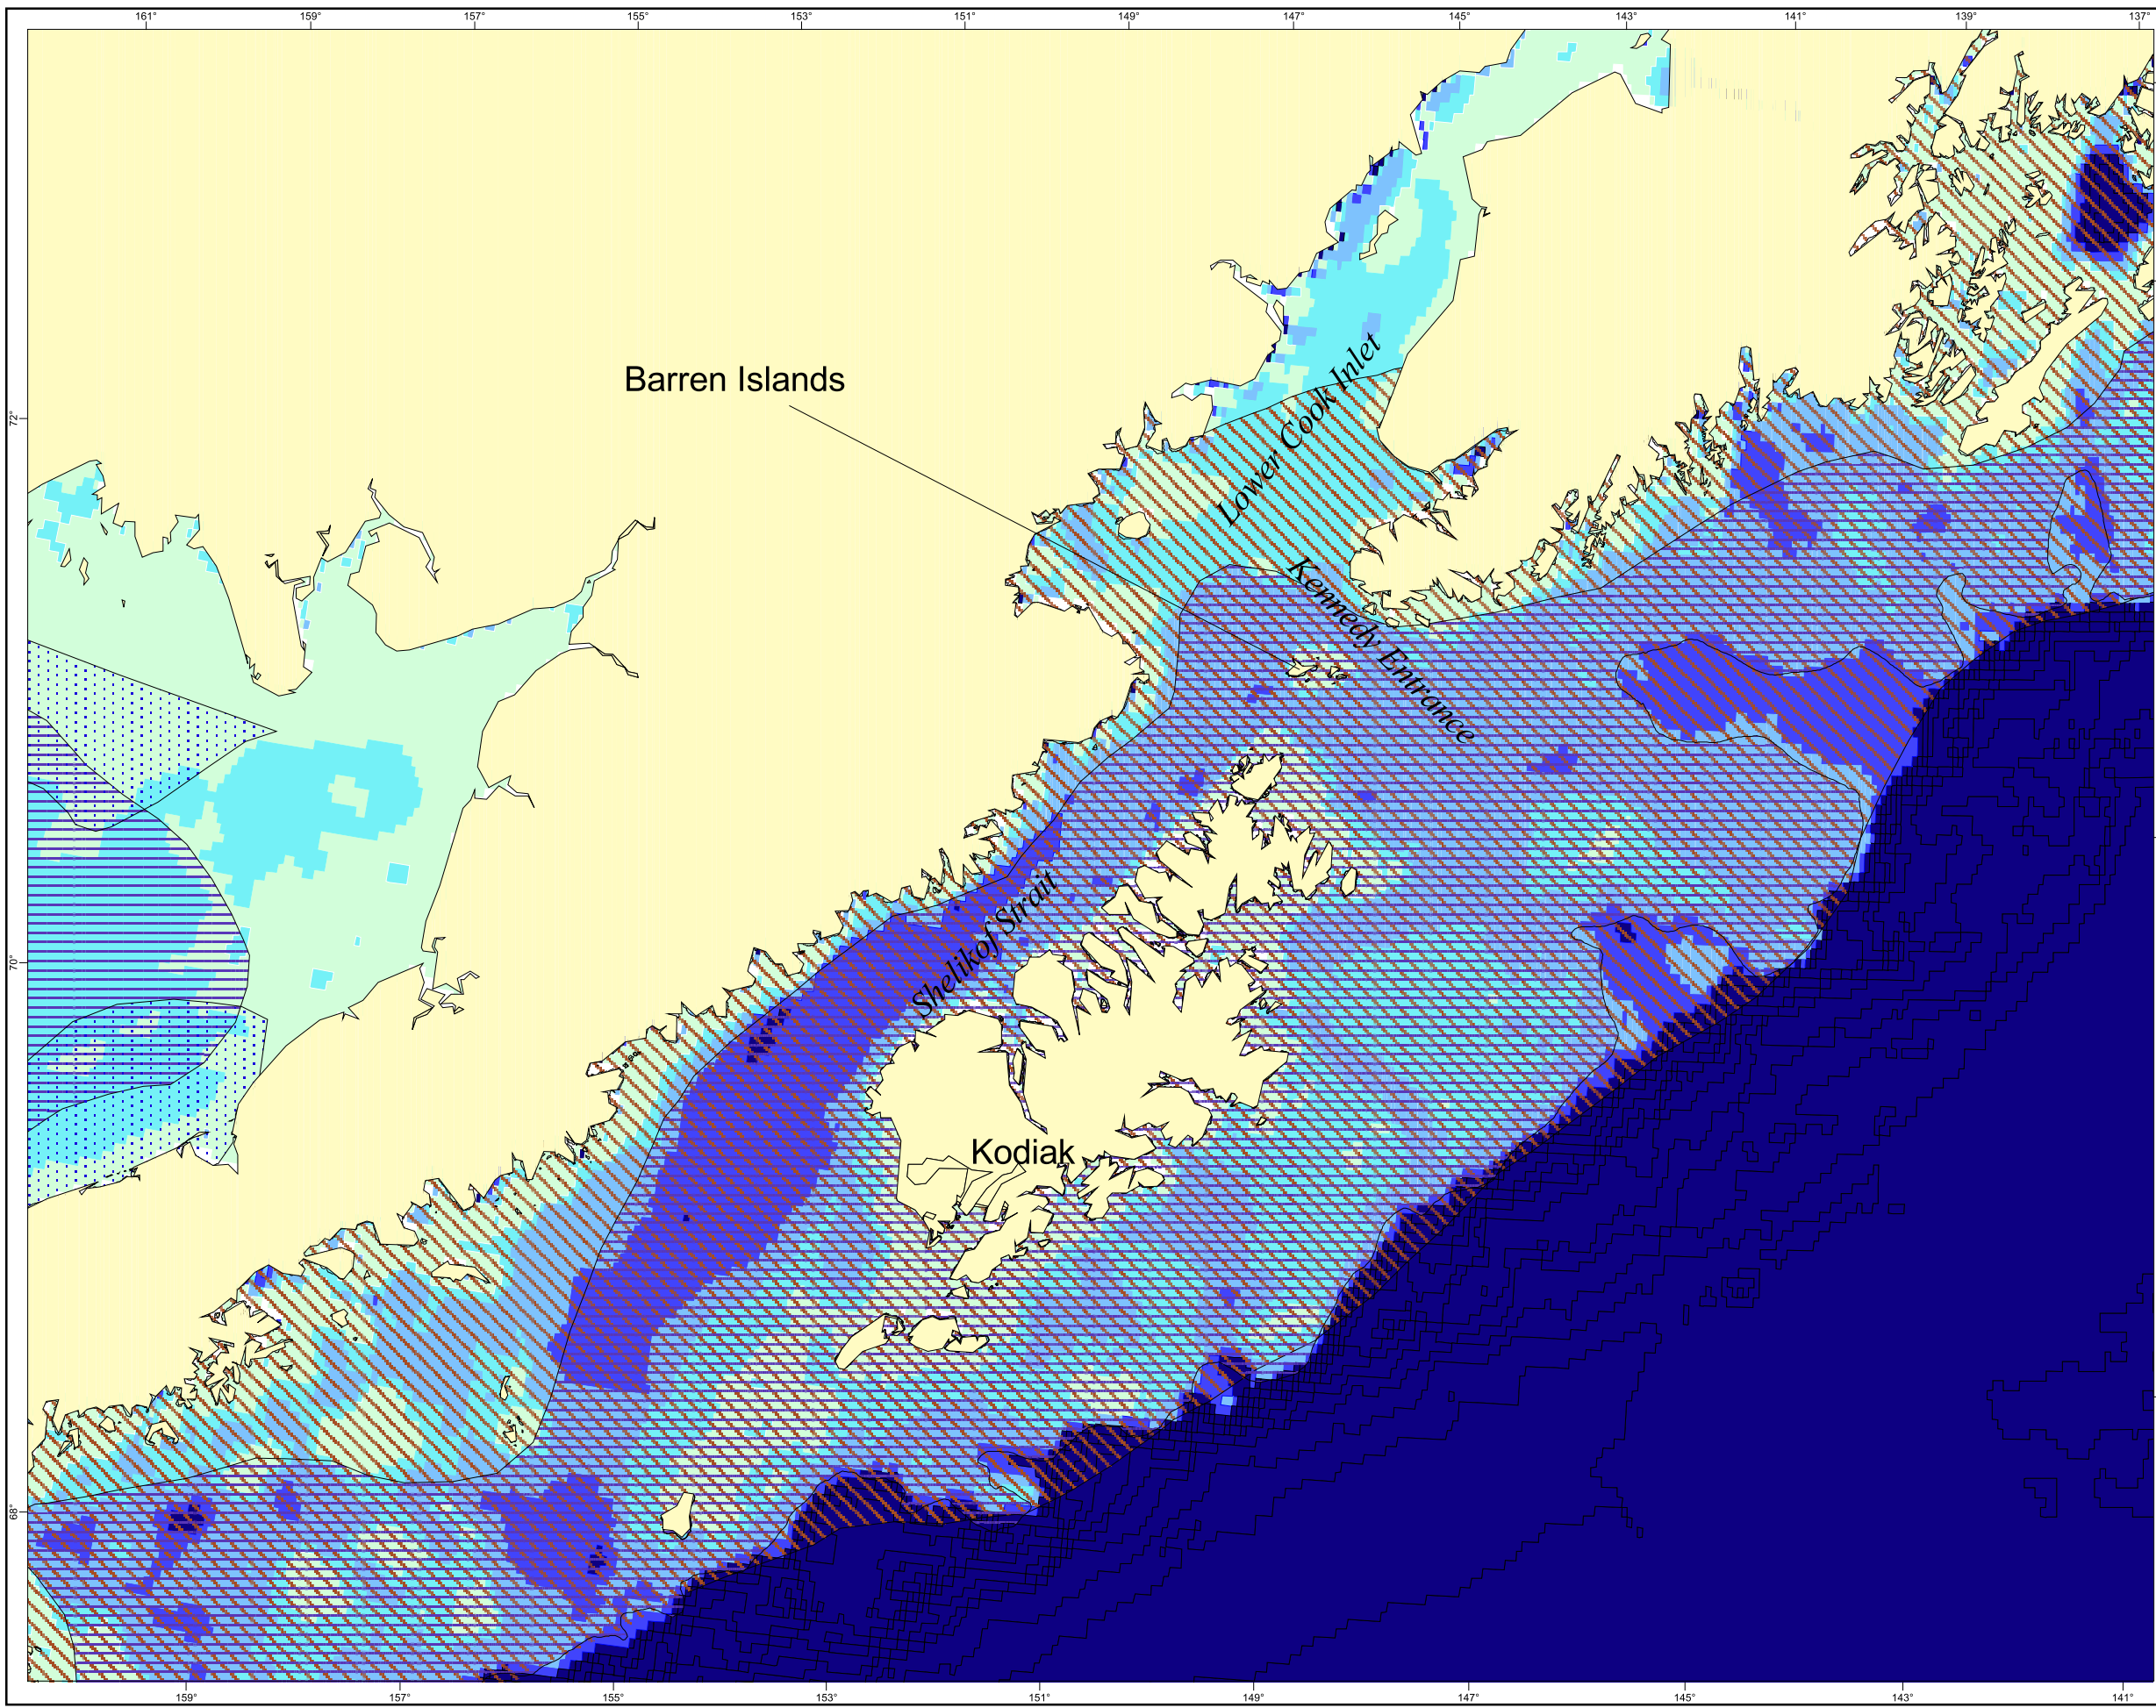 161° 159° 157° 155° 153° 151° 149° 147° 145° 143° 141° 139° 137°
Barren Islands
Lower Cook Inlet
72°
Kennedy Entrance
Shelikof Strait
70°
Kodiak
68°
159° 157° 155° 153° 151° 149° 147° 145° 143° 141°